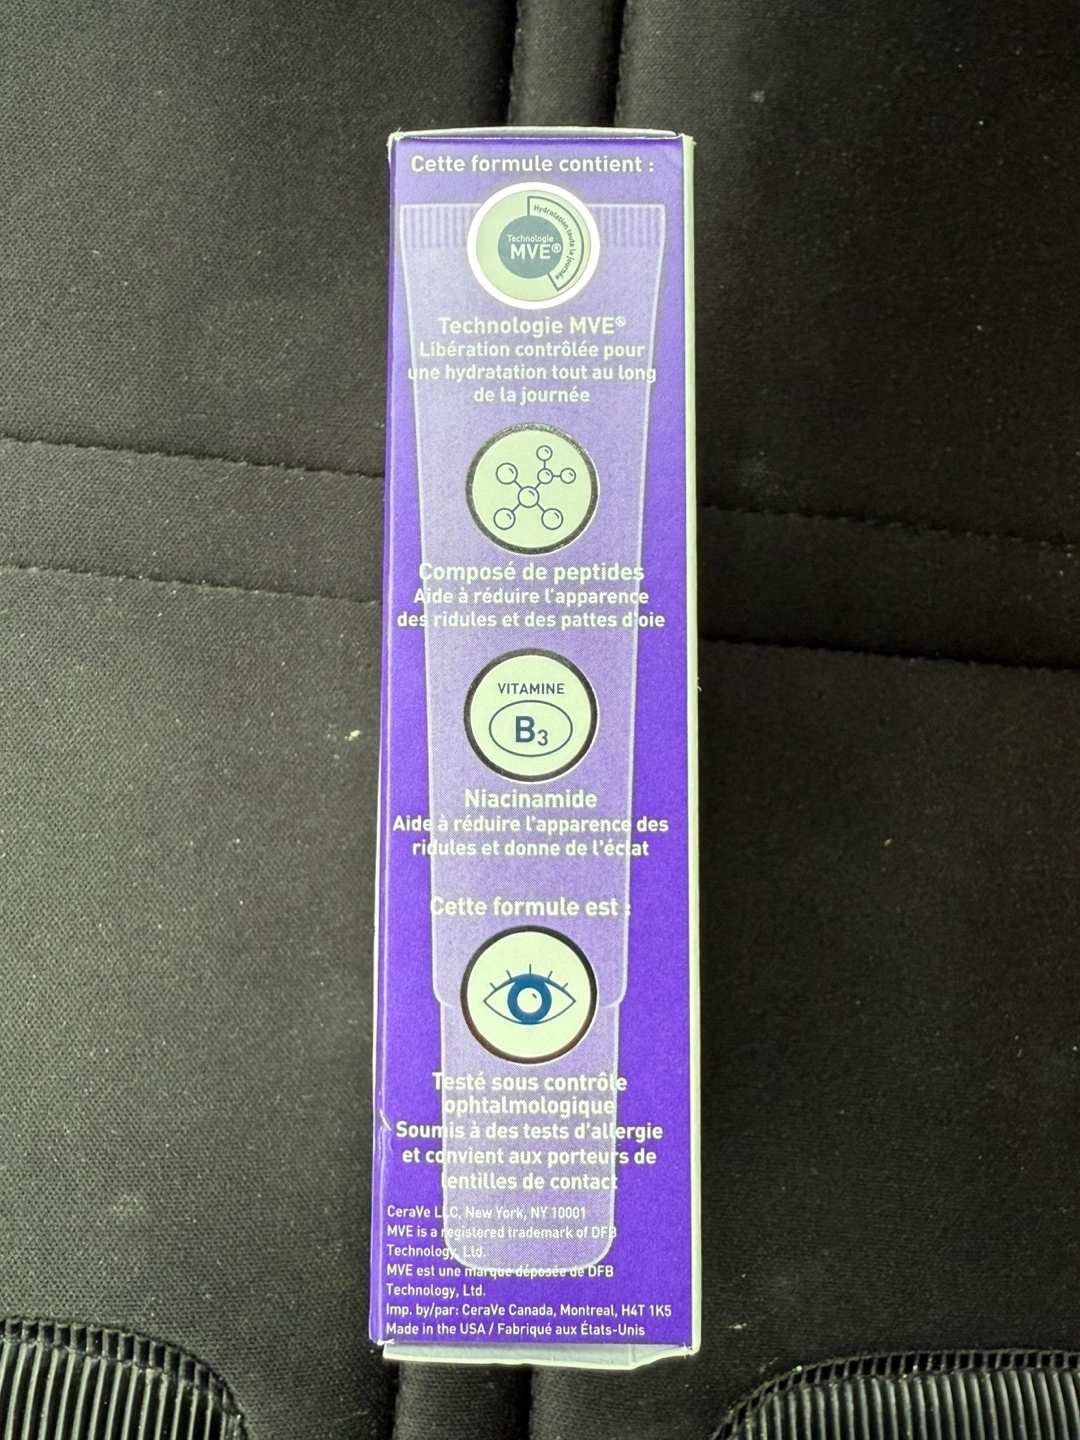 Cette formule contient :
Hydratation toute la journée
Technologie
MVE®
Technologie MVE®
Libération contrôlée pour
une hydratation tout au long
de la journée
Composé de peptides
Aide à réduire l'apparence
des ridules et des pattes d'oie
VITAMINE
B3
Niacinamide
Aide à réduire l'apparence des
ridules et donne de l'éclat
Cette formule est :
Testé sous contrôle
ophtalmologique
Soumis à des tests d'allergie
et convient aux porteurs de
lentilles de contact
CeraVe LLC, New York, NY 10001
MVE is a registered trademark of DFB
Technology, Ltd.
MVE est une marque déposée de DFB
Technology, Ltd.
Imp. by/par: CeraVe Canada, Montreal, H4T 1K5
Made in the USA / Fabriqué aux États-Unis